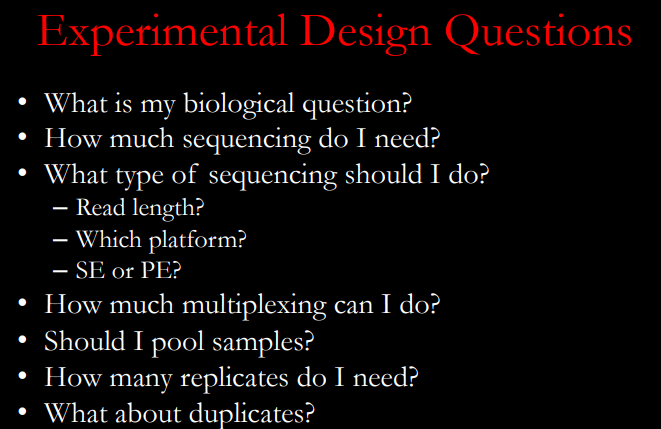 Experimental Design Questions
• What is my biological question?
• How much sequencing do I need?
• What type of sequencing should I do?
– Read length?
– Which platform?
– SE or PE?
• How much multiplexing can I do?
• Should I pool samples?
• How many replicates do I need?
• What about duplicates?